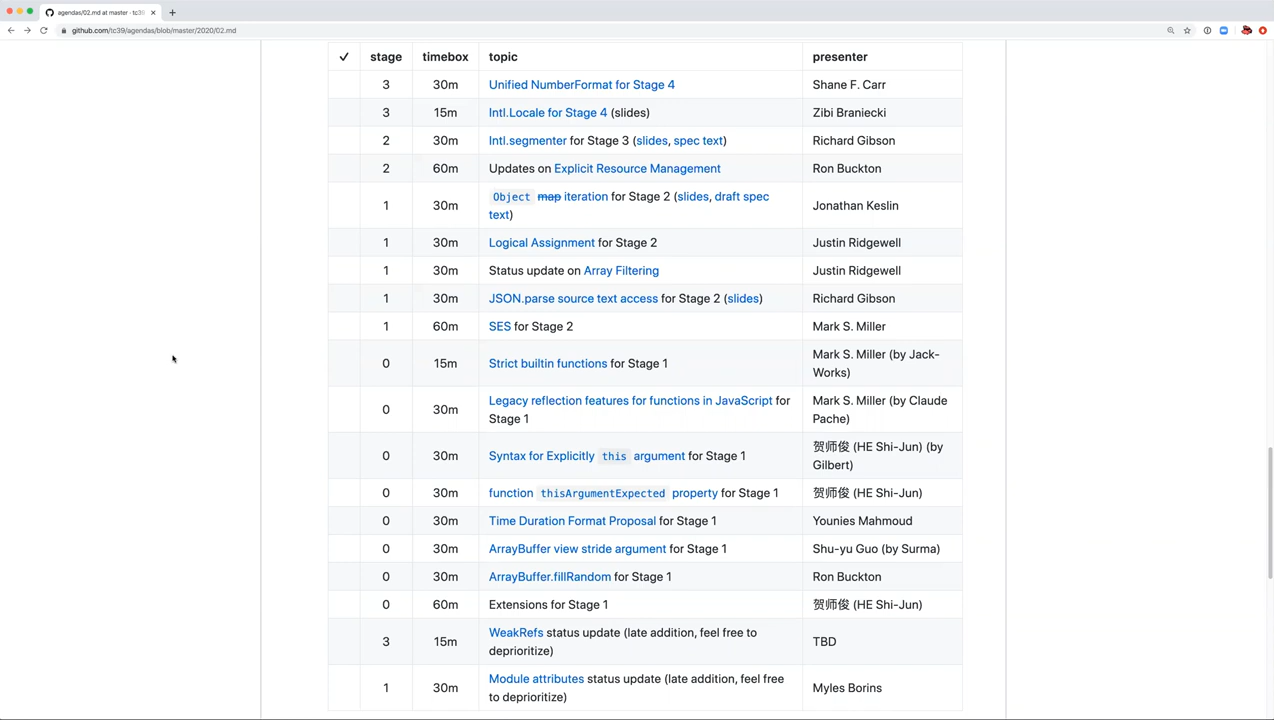 agendas/02.md at master · tc39
github.com/tc39/agendas/blob/master/2020/02.md
✓ stage timebox topic presenter
3 30m Unified NumberFormat for Stage 4 Shane F. Carr
3 15m Intl.Locale for Stage 4 (slides) Zibi Braniecki
2 30m Intl.segmenter for Stage 3 (slides, spec text) Richard Gibson
2 60m Updates on Explicit Resource Management Ron Buckton
1 30m Object map iteration for Stage 2 (slides, draft spec
text) Jonathan Keslin
1 30m Logical Assignment for Stage 2 Justin Ridgewell
1 30m Status update on Array Filtering Justin Ridgewell
1 30m JSON.parse source text access for Stage 2 (slides) Richard Gibson
1 60m SES for Stage 2 Mark S. Miller
0 15m Strict builtin functions for Stage 1 Mark S. Miller (by Jack-
Works)
0 30m Legacy reflection features for functions in JavaScript for
Stage 1 Mark S. Miller (by Claude
Pache)
0 30m Syntax for Explicitly this argument for Stage 1 贺师俊 (HE Shi-Jun) (by
Gilbert)
0 30m function thisArgumentExpected property for Stage 1 贺师俊 (HE Shi-Jun)
0 30m Time Duration Format Proposal for Stage 1 Younies Mahmoud
0 30m ArrayBuffer view stride argument for Stage 1 Shu-yu Guo (by Surma)
0 30m ArrayBuffer.fillRandom for Stage 1 Ron Buckton
0 60m Extensions for Stage 1 贺师俊 (HE Shi-Jun)
3 15m WeakRefs status update (late addition, feel free to
deprioritize) TBD
1 30m Module attributes status update (late addition, feel free
to deprioritize) Myles Borins